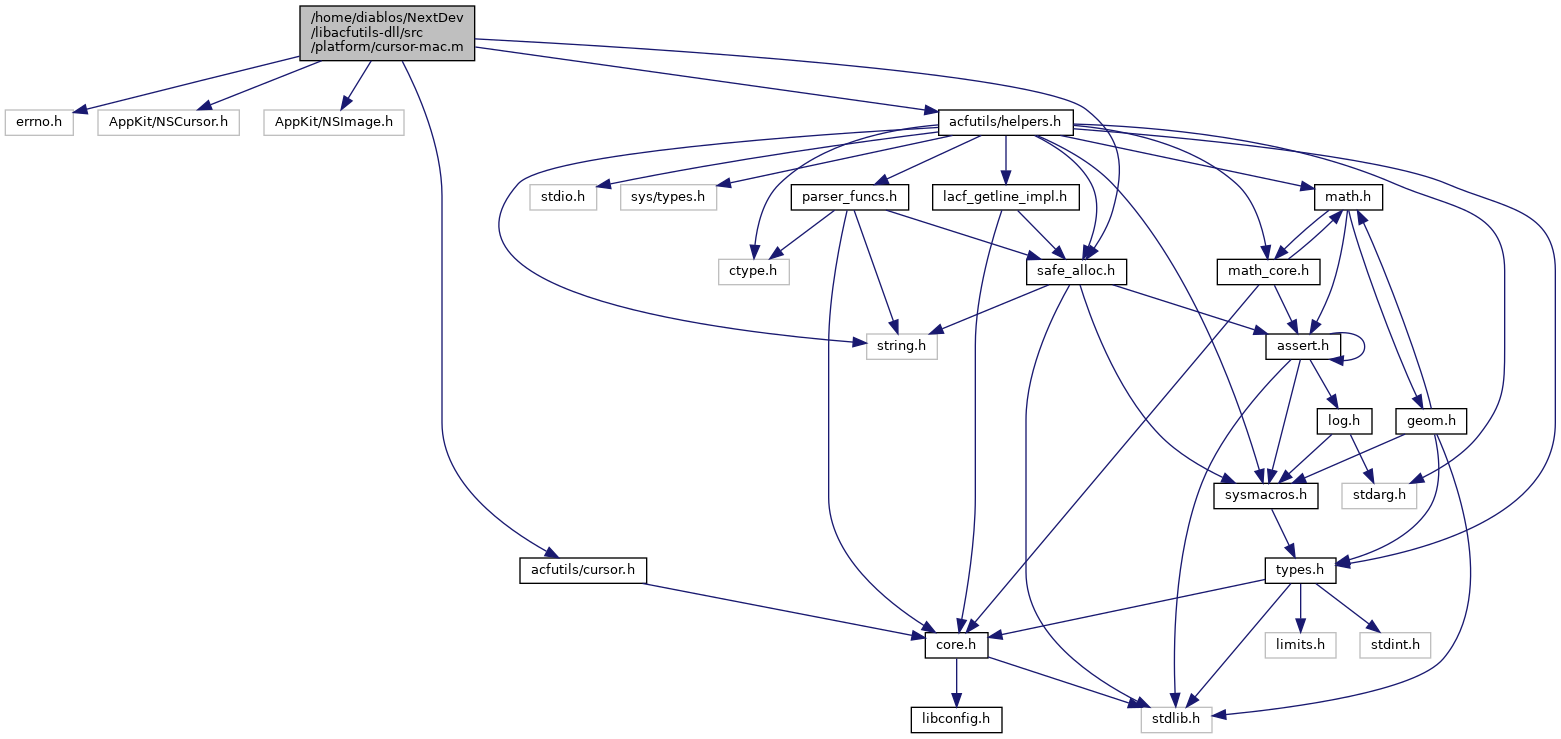 /home/diablos/NextDev
/libacfutils-dll/src
/platform/cursor-mac.m
errno.h
AppKit/NSCursor.h
AppKit/NSImage.h
acfutils/helpers.h
stdio.h
sys/types.h
parser_funcs.h
lacf_getline_impl.h
math.h
ctype.h
safe_alloc.h
math_core.h
string.h
assert.h
log.h
geom.h
sysmacros.h
stdarg.h
acfutils/cursor.h
types.h
core.h
limits.h
stdint.h
libconfig.h
stdlib.h